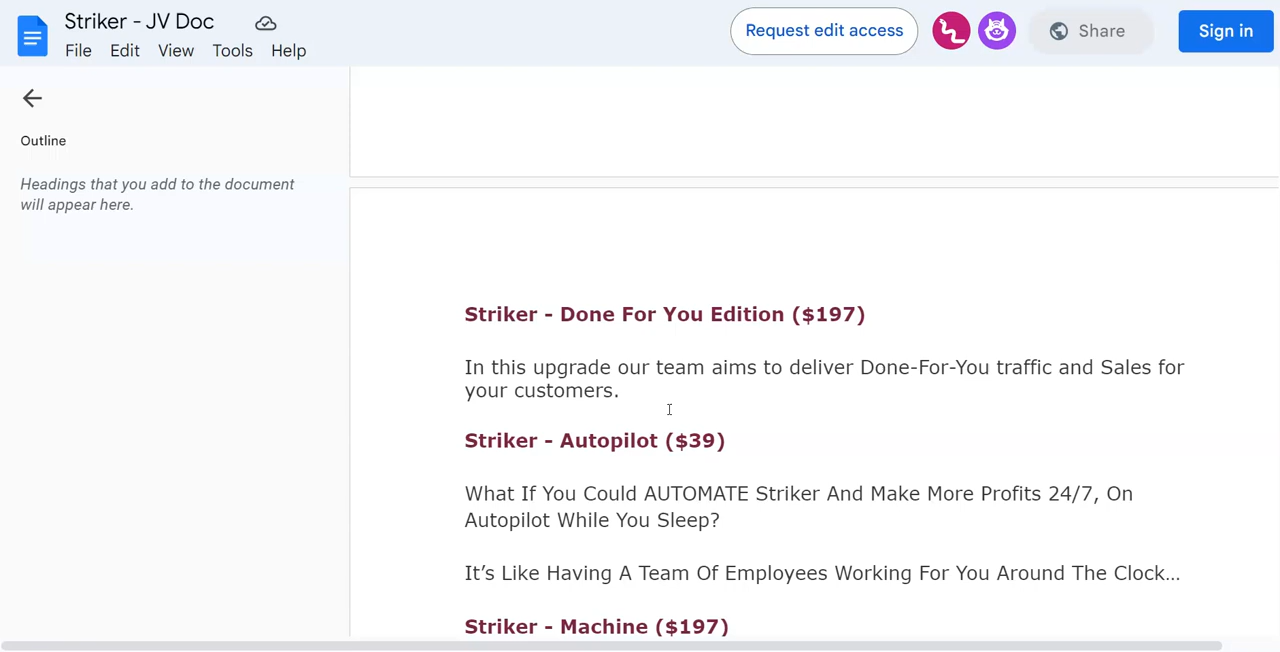 Striker - JV Doc
File Edit View Tools Help
Request edit access
Share
Sign in
Outline
Headings that you add to the document
will appear here.
Striker - Done For You Edition ($197)
In this upgrade our team aims to deliver Done-For-You traffic and Sales for
your customers.
Striker - Autopilot ($39)
What If You Could AUTOMATE Striker And Make More Profits 24/7, On
Autopilot While You Sleep?
It’s Like Having A Team Of Employees Working For You Around The Clock…
Striker - Machine ($197)